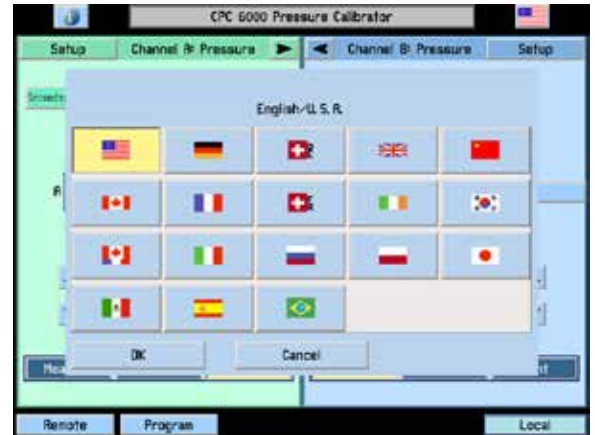 CPC 6000 Pressure Calibrator
Setup
Channel A: Pressure
Channel B: Pressure
Setup
English/U. S. A.
OK
Cancel
Remote
Program
Local